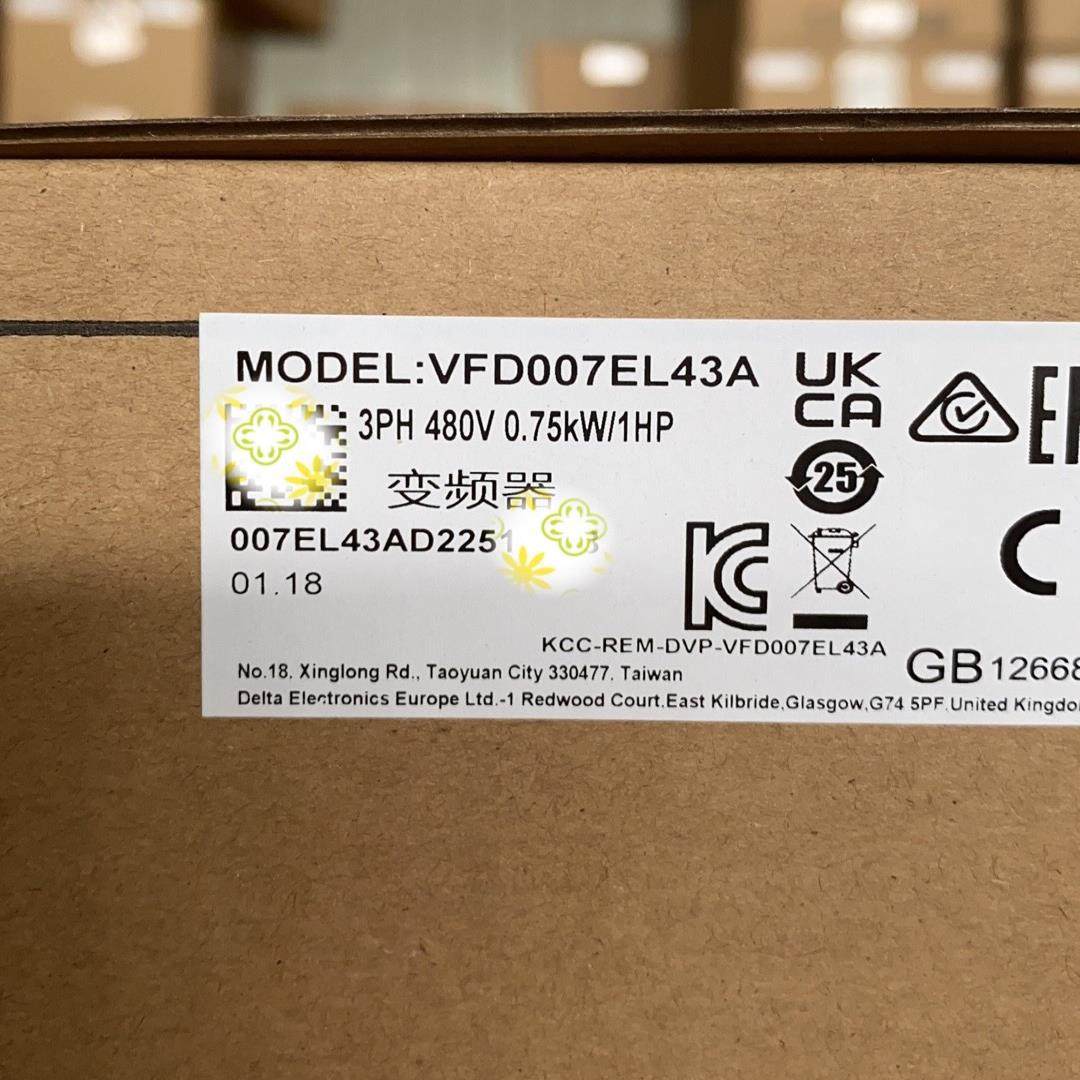 MODEL:VFD007EL43A
UK
CA
3PH 480V 0.75kW/1HP
25
变频器
007EL43AD2251
01.18
KCC-REM-DVP-VFD007EL43A
No.18, Xinglong Rd., Taoyuan City 330477, Taiwan
GB 12668
Delta Electronics Europe Ltd.-1 Redwood Court,East Kilbride,Glasgow,G74 5PF,United Kingdo